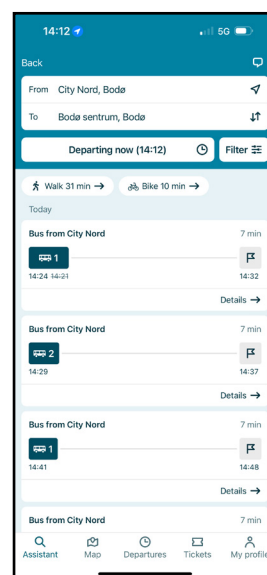 14:12
5G
Back
From City Nord, Bodø
To Bodø sentrum, Bodø
Departing now (14:12)
Filter
Walk 31 min →
Bike 10 min →
Today
Bus from City Nord 7 min
1
14:24 14:21 14:32
Details →
Bus from City Nord 7 min
2
14:29 14:37
Details →
Bus from City Nord 7 min
1
14:41 14:48
Details →
Bus from City Nord 7 min
Assistant Map Departures Tickets My profile